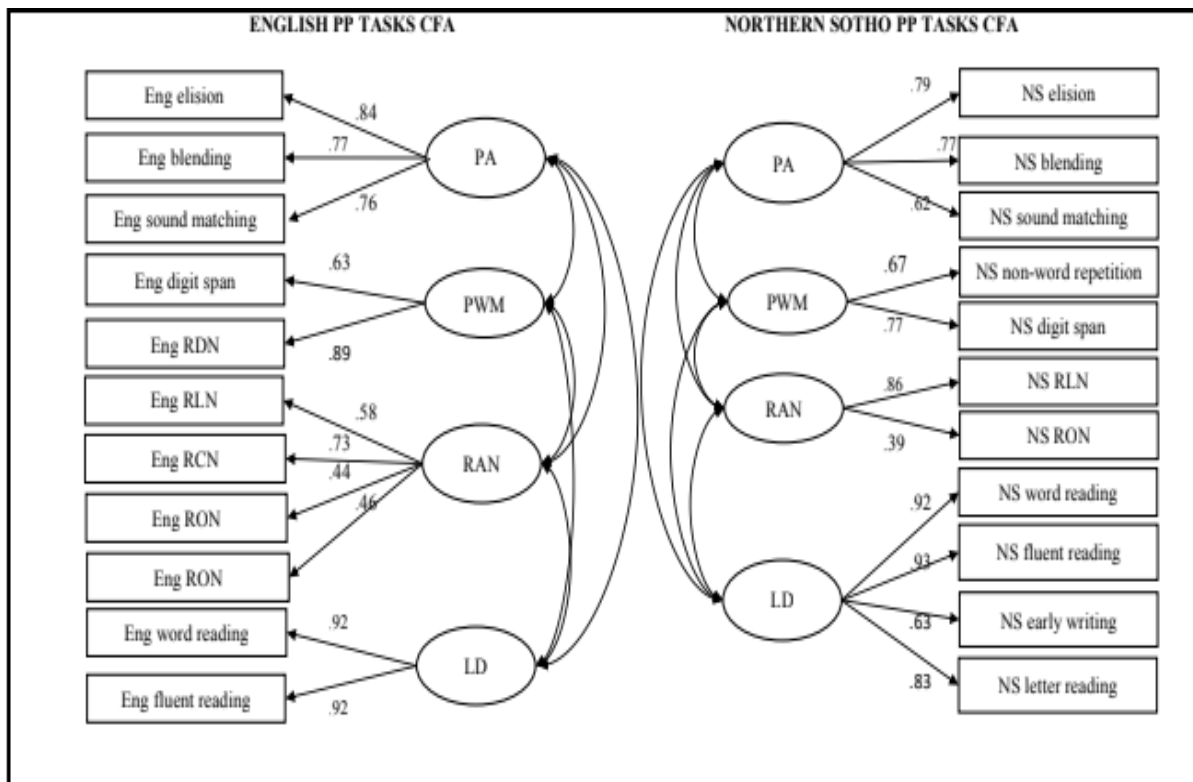 ENGLISH PP TASKS CFA
Eng elision
Eng blending
Eng sound matching
Eng digit span
Eng RDN
Eng RLN
Eng RCN
Eng RON
Eng RON
Eng word reading
Eng fluent reading
.84
.77
.76
.63
.89
.58
.73
.44
.46
.92
.92
PA
PWM
RAN
LD
NORTHERN SOTHO PP TASKS CFA
PA
PWM
RAN
LD
.79
.77
.62
.67
.77
.86
.39
.92
.93
.63
.83
NS elision
NS blending
NS sound matching
NS non-word repetition
NS digit span
NS RLN
NS RON
NS word reading
NS fluent reading
NS early writing
NS letter reading